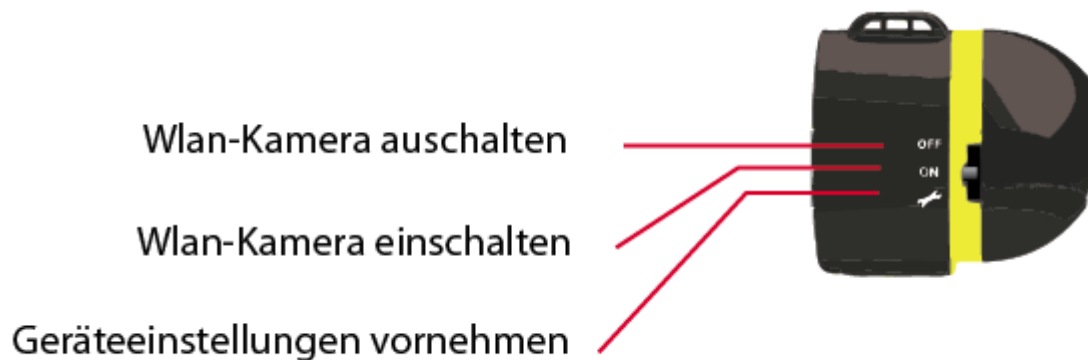 Wlan-Kamera auschalten
OFF
ON
Wlan-Kamera einschalten
Geräteeinstellungen vornehmen